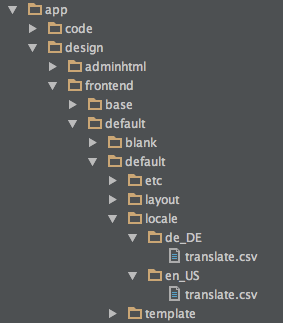 app
code
design
adminhtml
frontend
base
default
blank
default
etc
layout
locale
de_DE
translate.csv
en_US
translate.csv
template